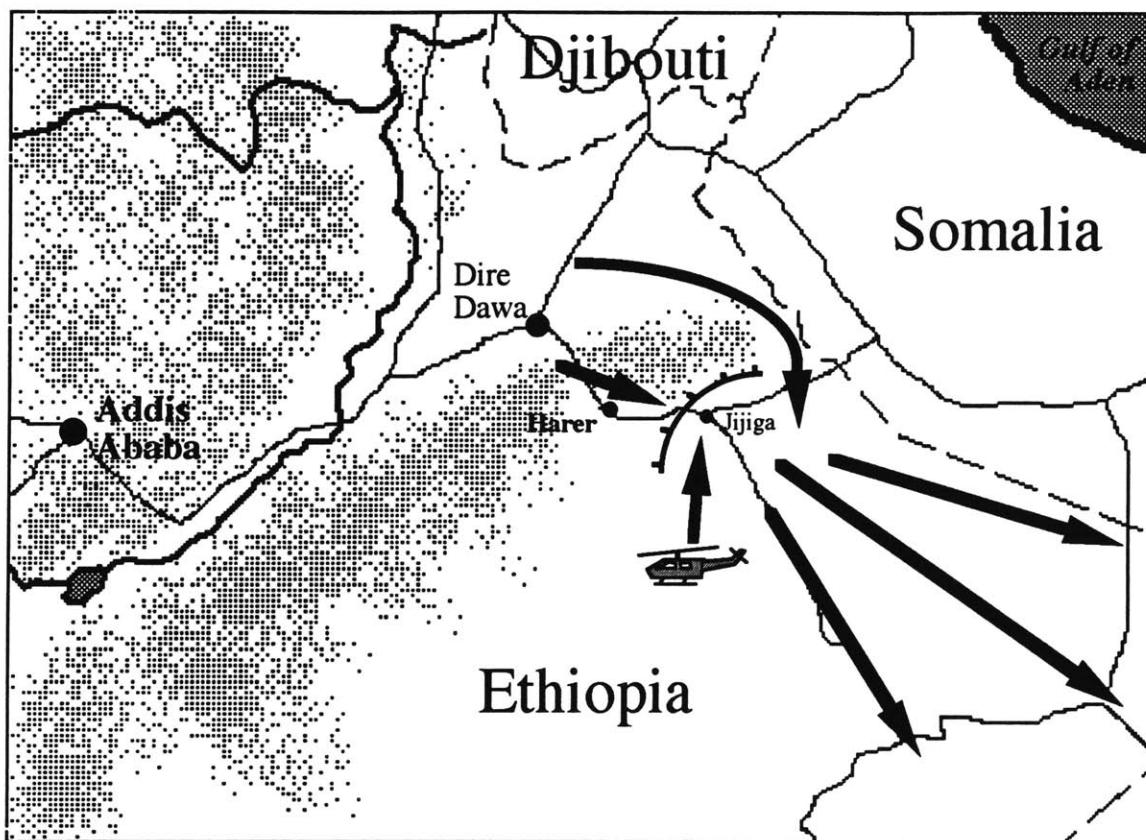 Djibouti
Gulf of
Aden
Somalia
Dire
Dawa
Addis
Ababa
Harer
Jijiga
Ethiopia